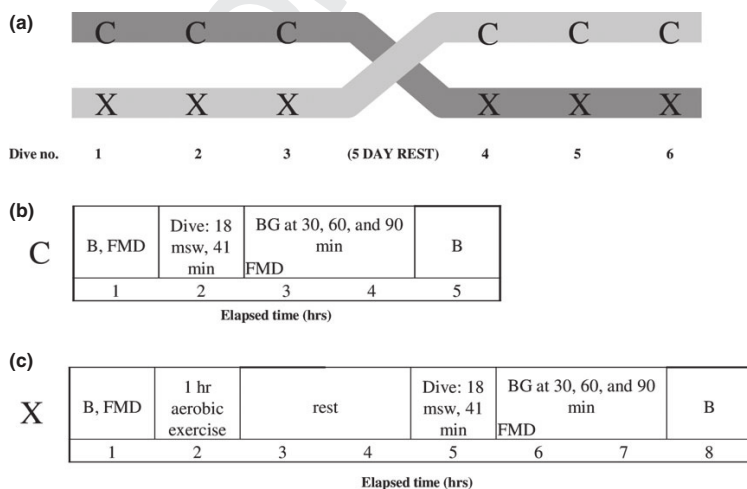 (a)
C C C C C C
X X X X X X
Dive no. 1 2 3 (5 DAY REST) 4 5 6
(b)
C
B, FMD
Dive: 18
msw, 41
min
BG at 30, 60, and 90
min
FMD
B
1 2 3 4 5
Elapsed time (hrs)
(c)
X
B, FMD
1 hr
aerobic
exercise
rest
Dive: 18
msw, 41
min
BG at 30, 60, and 90
min
FMD
B
1 2 3 4 5 6 7 8
Elapsed time (hrs)